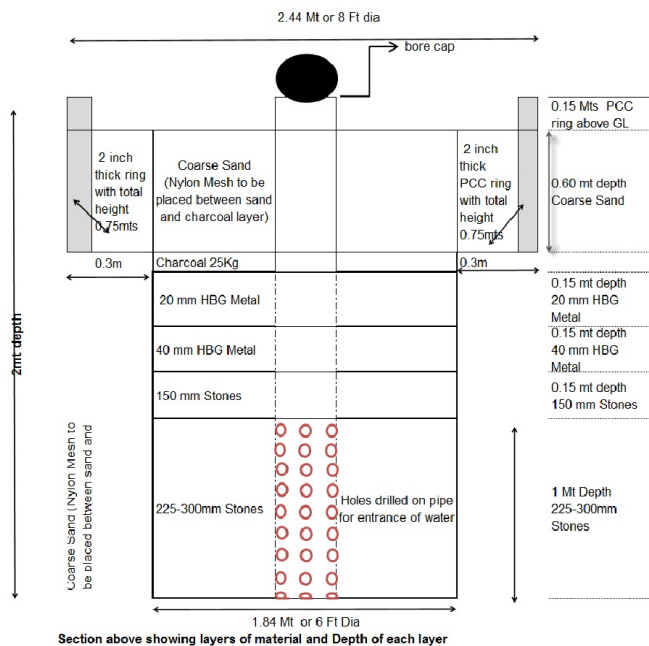 2.44 Mt or 8 Ft dia
bore cap
0.15 Mts PCC
ring above GL
2 inch
thick ring
with total
height
0.75mts
Coarse Sand
(Nylon Mesh to be
placed between sand
and charcoal layer)
2 inch
thick
PCC ring
with total
height
0.75mts
0.60 mt depth
Coarse Sand
0.3m
Charcoal 25Kg
0.3m
20 mm HBG Metal
0.15 mt depth
20 mm HBG
Metal
40 mm HBG Metal
0.15 mt depth
40 mm HBG
Metal
150 mm Stones
0.15 mt depth
150 mm Stones
2mt depth
Coarse Sand (Nylon Mesh to
be placed between sand and
225-300mm Stones
Holes drilled on pipe
for entrance of water
1 Mt Depth
225-300mm
Stones
1.84 Mt or 6 Ft Dia
Section above showing layers of material and Depth of each layer